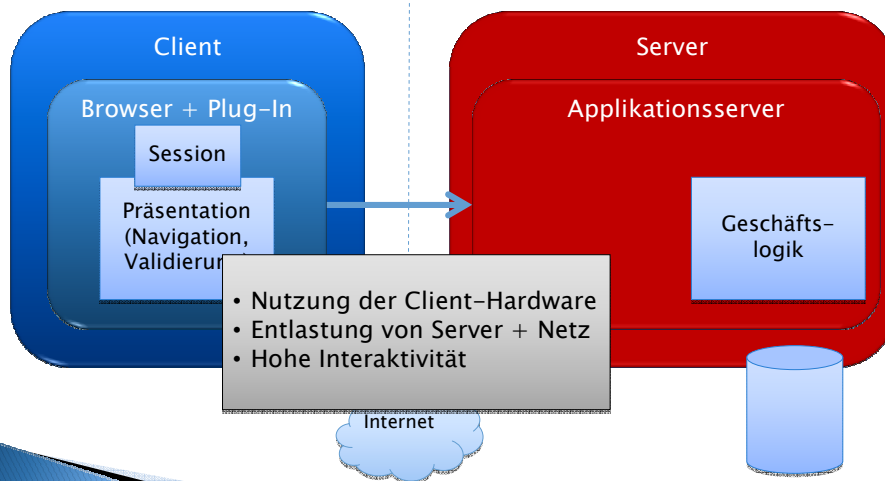 Client
Server
Browser + Plug-In
Applikationsserver
Session
Präsentation
(Navigation,
Validierung
Geschäfts-
logik
• Nutzung der Client-Hardware
• Entlastung von Server + Netz
• Hohe Interaktivität
Internet